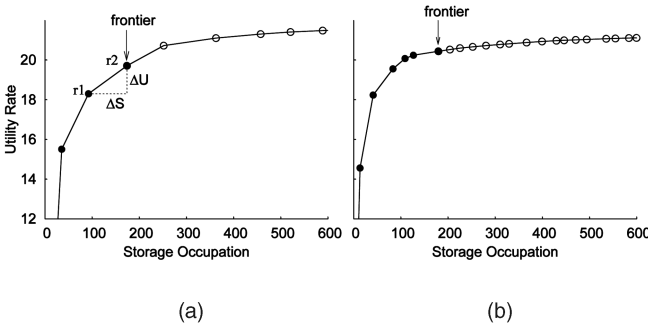 frontier
20
18
16
14
12
Utility Rate
r1
r2
ΔU
ΔS
0 100 200 300 400 500 600
Storage Occupation
(a)
frontier
0 100 200 300 400 500 600
Storage Occupation
(b)